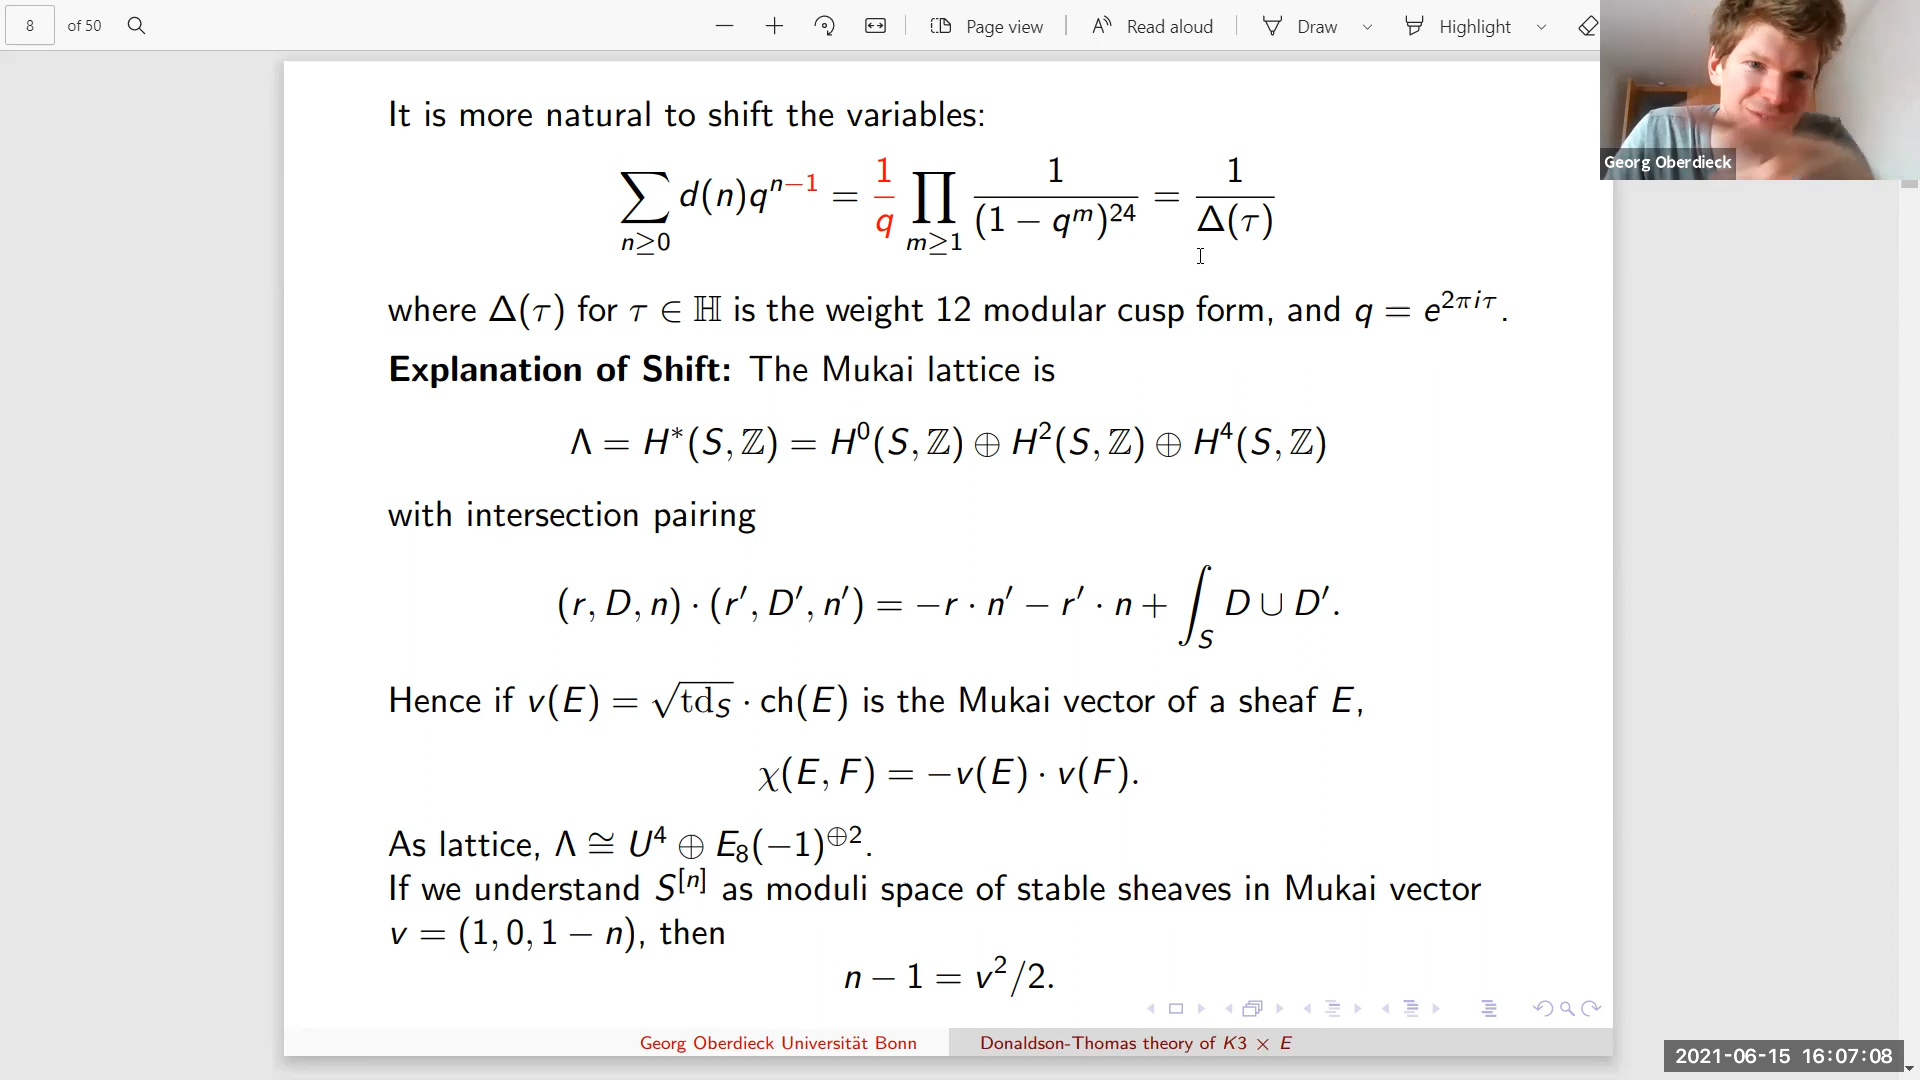 8 of 50 Page view Read aloud Draw Highlight
Georg Oberdieck
It is more natural to shift the variables:
∑_{n≥0} d(n)q^{n−1} = 1/q ∏_{m≥1} 1/(1 − q^m)^{24} = 1/Δ(τ)
where Δ(τ) for τ ∈ ℍ is the weight 12 modular cusp form, and q = e^{2πiτ}.
Explanation of Shift: The Mukai lattice is
Λ = H*(S, ℤ) = H^0(S, ℤ) ⊕ H^2(S, ℤ) ⊕ H^4(S, ℤ)
with intersection pairing
(r, D, n) · (r′, D′, n′) = −r · n′ − r′ · n + ∫_S D ∪ D′.
Hence if v(E) = √td_S · ch(E) is the Mukai vector of a sheaf E,
χ(E, F) = −v(E) · v(F).
As lattice, Λ ≅ U^4 ⊕ E_8(−1)^{⊕2}.
If we understand S^{[n]} as moduli space of stable sheaves in Mukai vector
v = (1, 0, 1 − n), then
n − 1 = v^2/2.
Georg Oberdieck Universität Bonn Donaldson-Thomas theory of K3 × E
2021-06-15 16:07:08